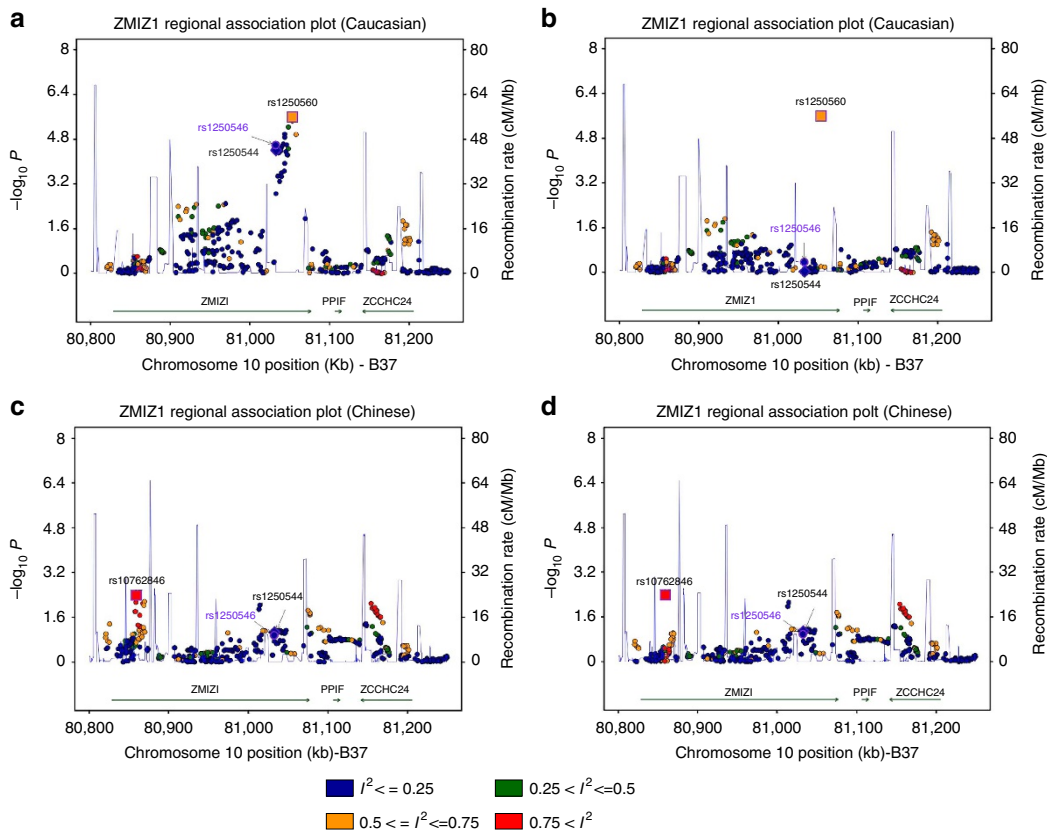 a
ZMIZ1 regional association plot (Caucasian)
8
6.4
4.8
3.2
1.6
0
–log10 P
80
64
48
32
16
0
Recombination rate (cM/Mb)
rs1250560
rs1250546
rs1250544
ZMIZI
PPIF
ZCCHC24
80,800
80,900
81,000
81,100
81,200
Chromosome 10 position (Kb) - B37
b
ZMIZ1 regional association plot (Caucasian)
8
6.4
4.8
3.2
1.6
0
–log10 P
80
64
48
32
16
0
Recombination rate (cM/mb)
rs1250560
rs1250546
rs1250544
ZMIZ1
PPIF
ZCCHC24
80,800
80,900
81,000
81,100
81,200
Chromosome 10 position (kb) - B37
c
ZMIZ1 regional association plot (Chinese)
8
6.4
4.8
3.2
1.6
0
–log10 P
80
64
48
32
16
0
Recombination rate (cM/Mb)
rs10762846
rs1250544
rs1250546
ZMIZI
PPIF
ZCCHC24
80,800
80,900
81,000
81,100
81,200
Chromosome 10 position (kb)-B37
d
ZMIZ1 regional association polt (Chinese)
8
6.4
4.8
3.2
1.6
0
–log10 P
80
64
48
32
16
0
Recombination rate (cM/Mb)
rs10762846
rs1250544
rs1250546
ZMIZI
PPIF
ZCCHC24
80,800
80,900
81,000
81,100
81,200
Chromosome 10 position (kb)-B37
I² < = 0.25
0.25 < I² <=0.5
0.5 < = I² <=0.75
0.75 < I²